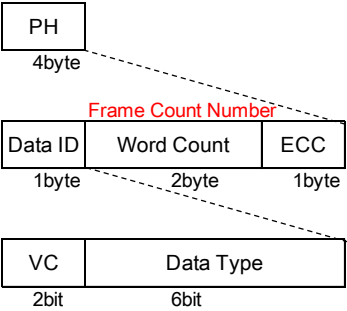 PH
4byte
Frame Count Number
Data ID Word Count ECC
1byte 2byte 1byte
VC Data Type
2bit 6bit